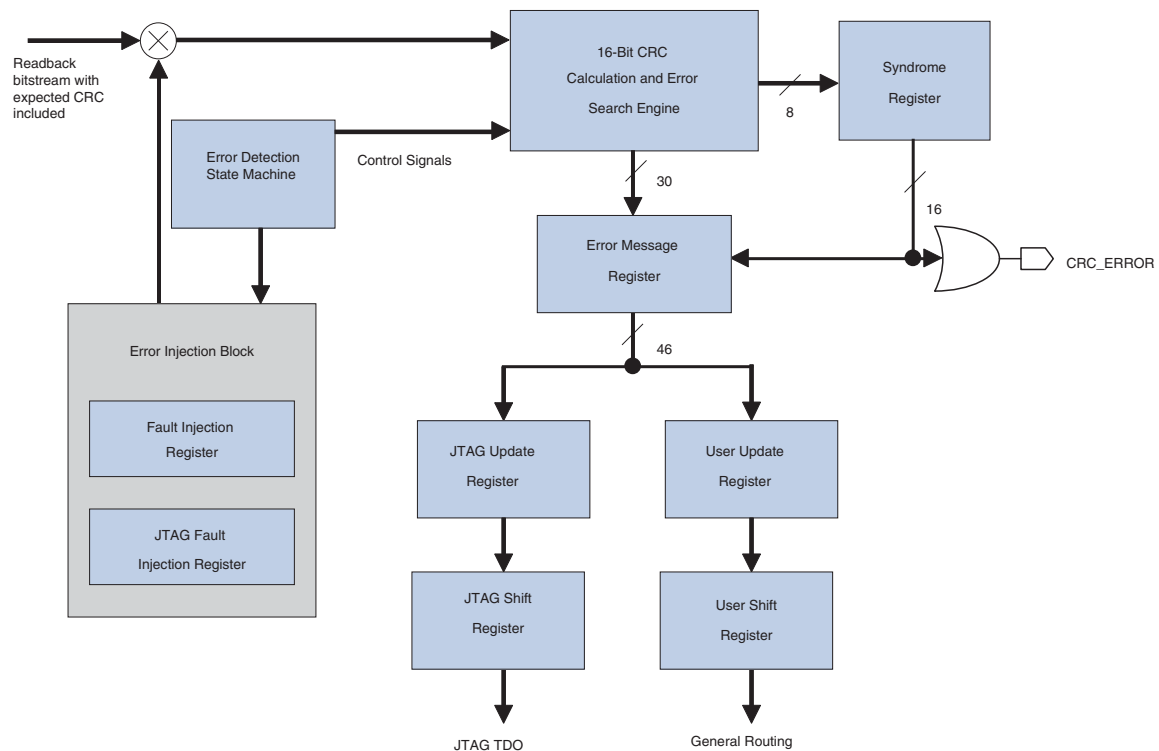 Readback
bitstream with
expected CRC
included
16-Bit CRC
Calculation and Error
Search Engine
8
Syndrome
Register
Error Detection
State Machine
Control Signals
30
16
Error Message
Register
CRC_ERROR
46
Error Injection Block
Fault Injection
Register
JTAG Fault
Injection Register
JTAG Update
Register
User Update
Register
JTAG Shift
Register
User Shift
Register
JTAG TDO
General Routing